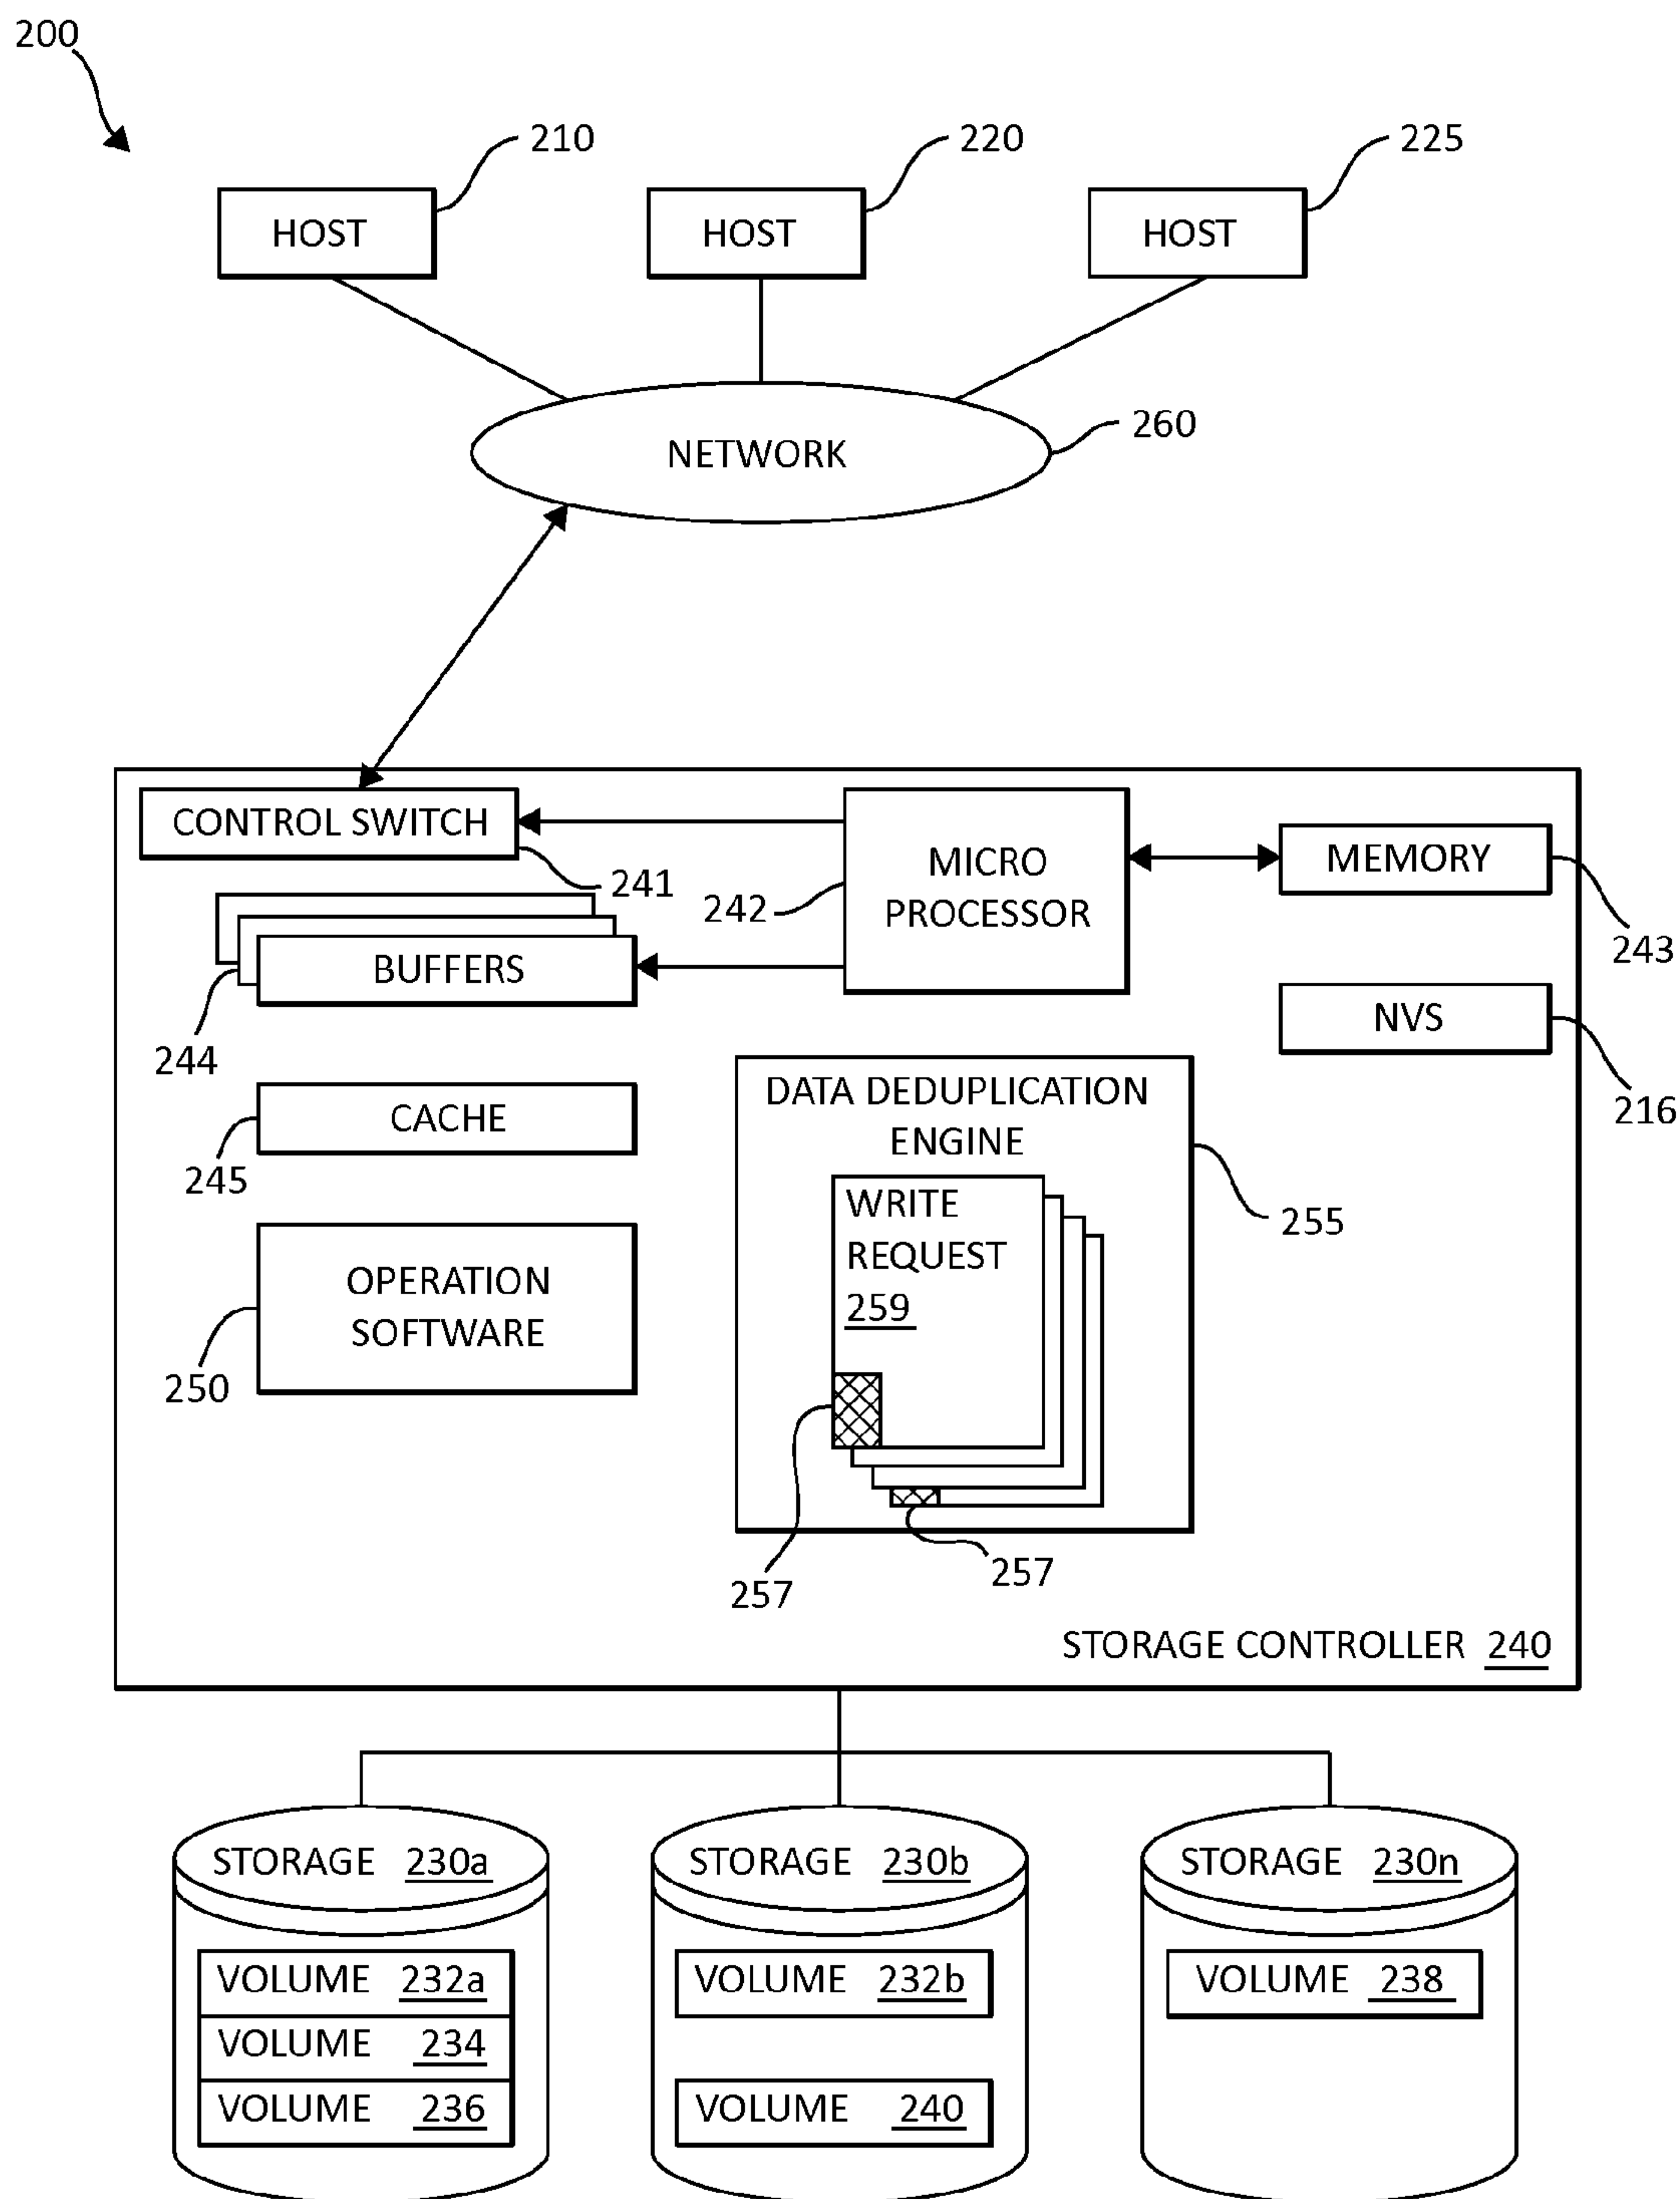 200
210
220
225
HOST
HOST
HOST
260
NETWORK
CONTROL SWITCH
241
MICRO
PROCESSOR
242
MEMORY
243
BUFFERS
244
NVS
216
CACHE
245
DATA DEDUPLICATION
ENGINE
255
WRITE
REQUEST
259
OPERATION
SOFTWARE
250
257
257
STORAGE CONTROLLER 240
STORAGE 230a
VOLUME 232a
VOLUME 234
VOLUME 236
STORAGE 230b
VOLUME 232b
VOLUME 240
STORAGE 230n
VOLUME 238